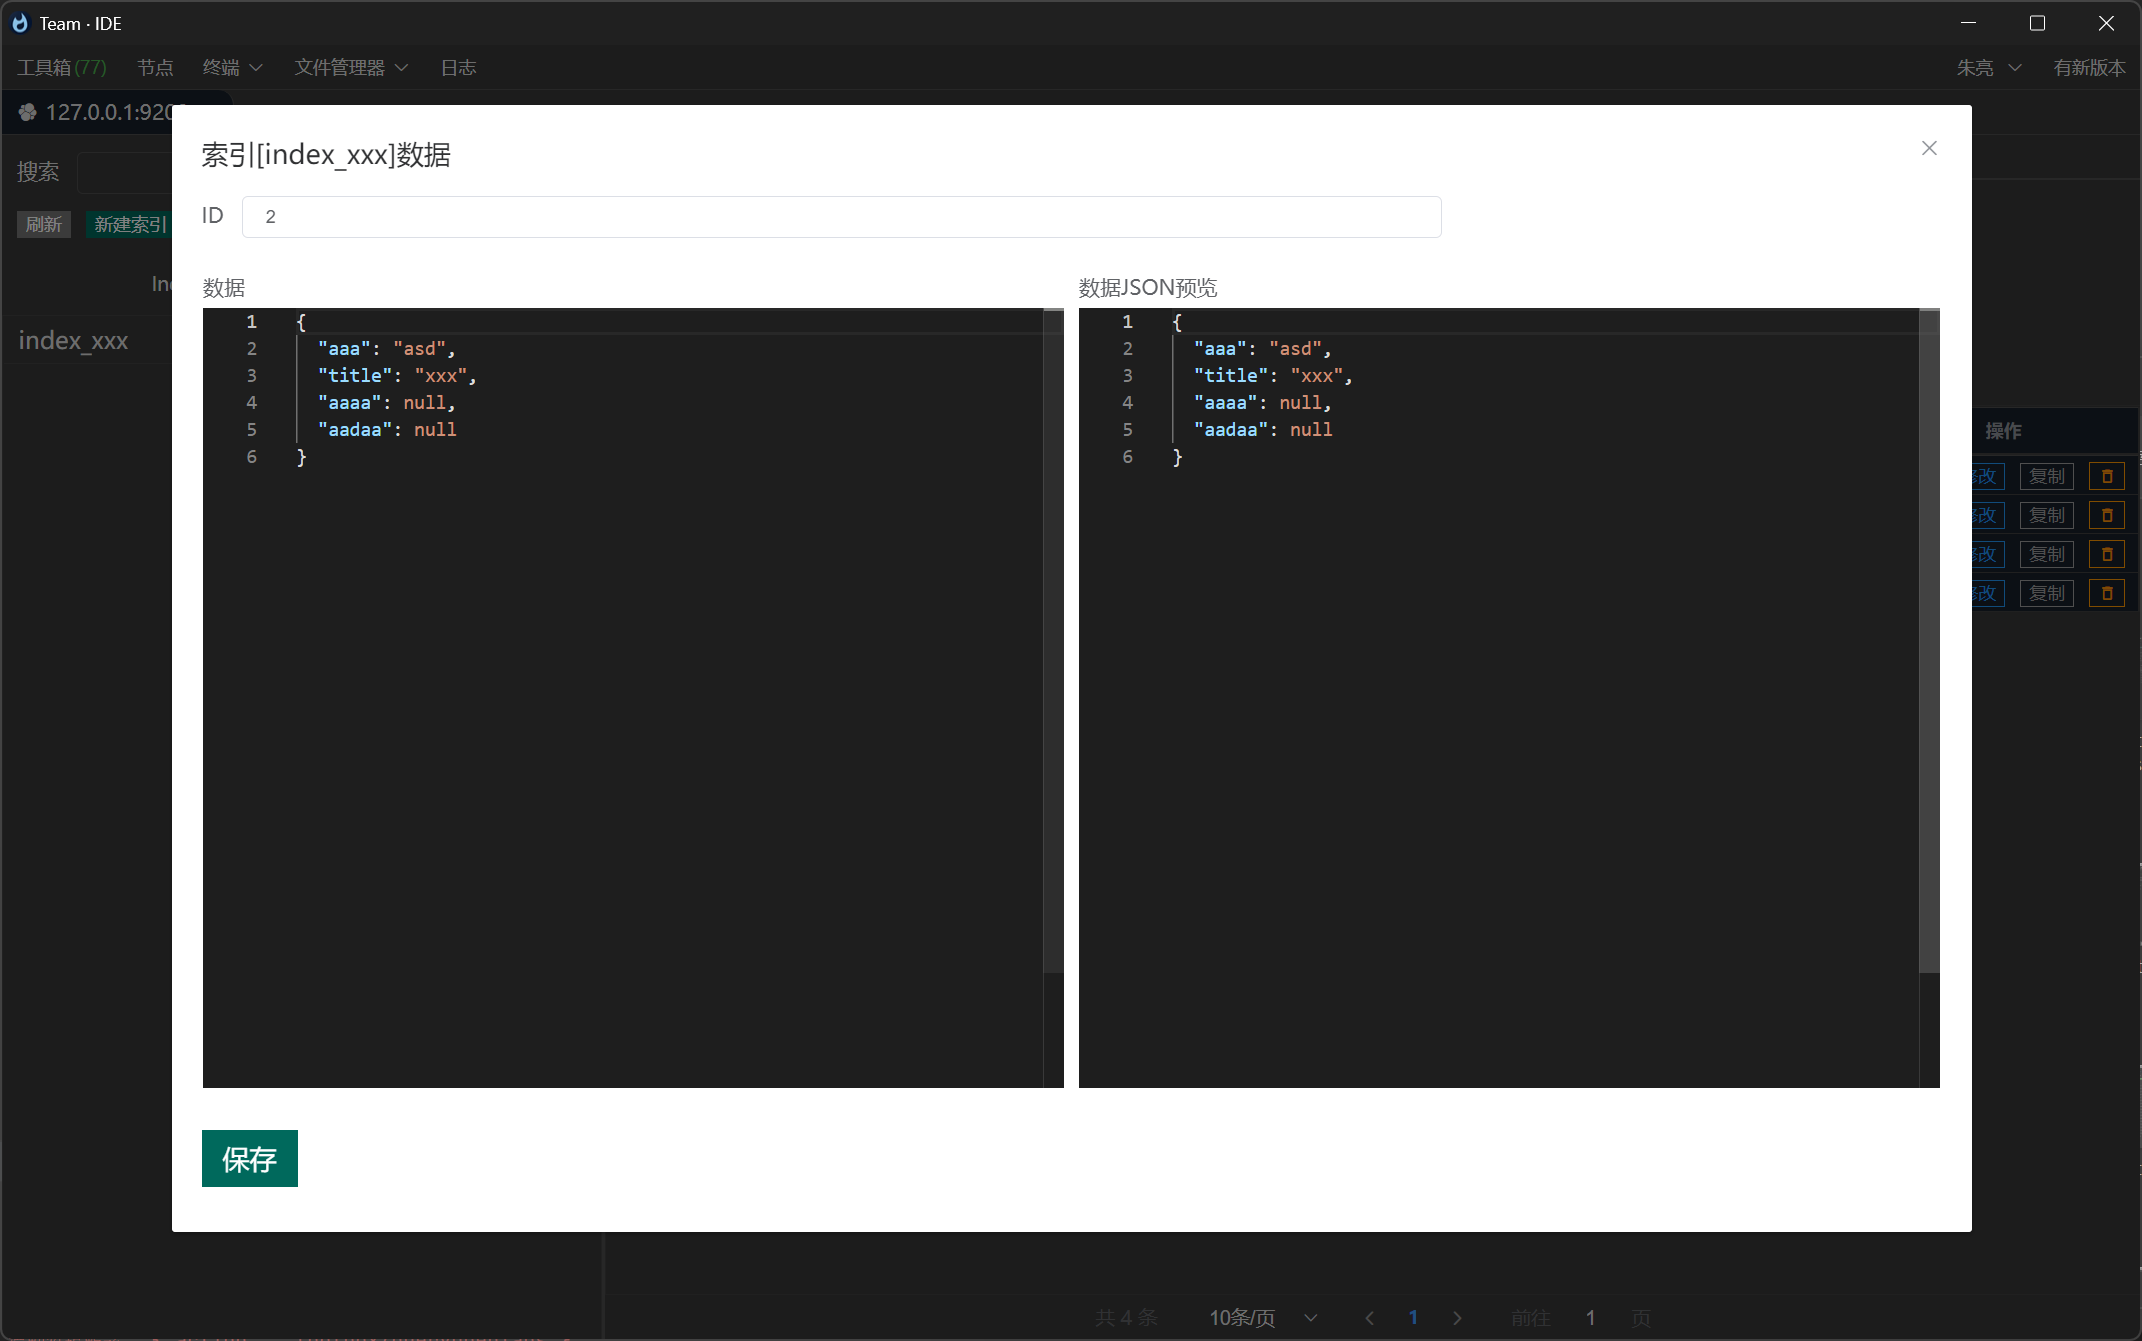 Team · IDE
工具箱(77) 节点 终端 文件管理器 日志 朱亮 有新版本
127.0.0.1:920
搜索
刷新 新建索引
index_xxx
索引[index_xxx]数据
ID 2
数据
1 {
2 "aaa": "asd",
3 "title": "xxx",
4 "aaaa": null,
5 "aadaa": null
6 }
数据JSON预览
1 {
2 "aaa": "asd",
3 "title": "xxx",
4 "aaaa": null,
5 "aadaa": null
6 }
保存
操作
修改 复制
修改 复制
修改 复制
修改 复制
共 4 条 10条/页 1 前往 1 页